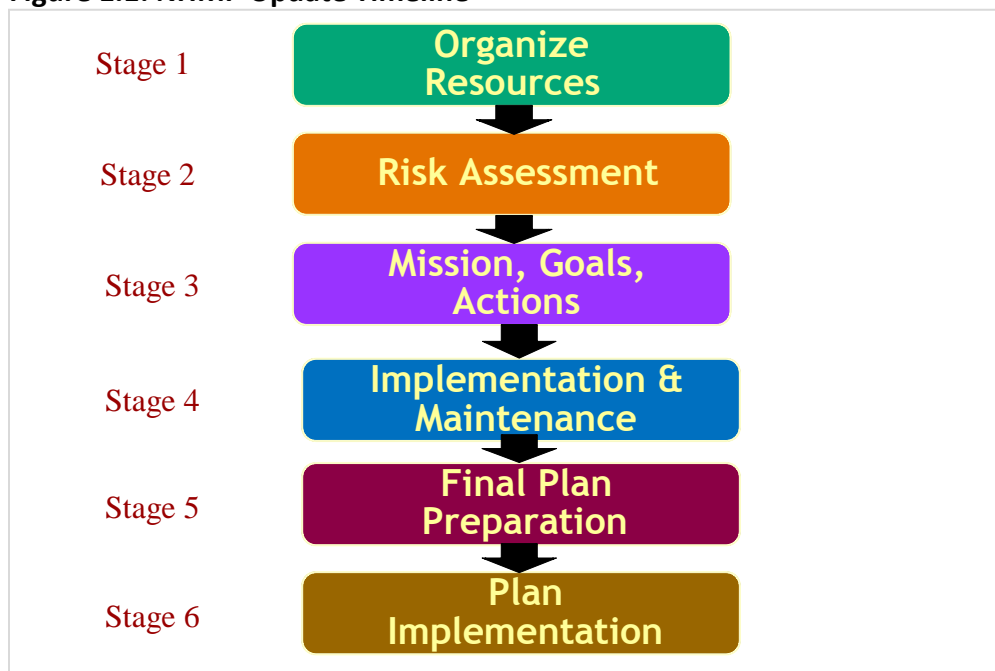 Stage 1
Organize
Resources
Stage 2
Risk Assessment
Stage 3
Mission, Goals,
Actions
Stage 4
Implementation &
Maintenance
Stage 5
Final Plan
Preparation
Stage 6
Plan
Implementation